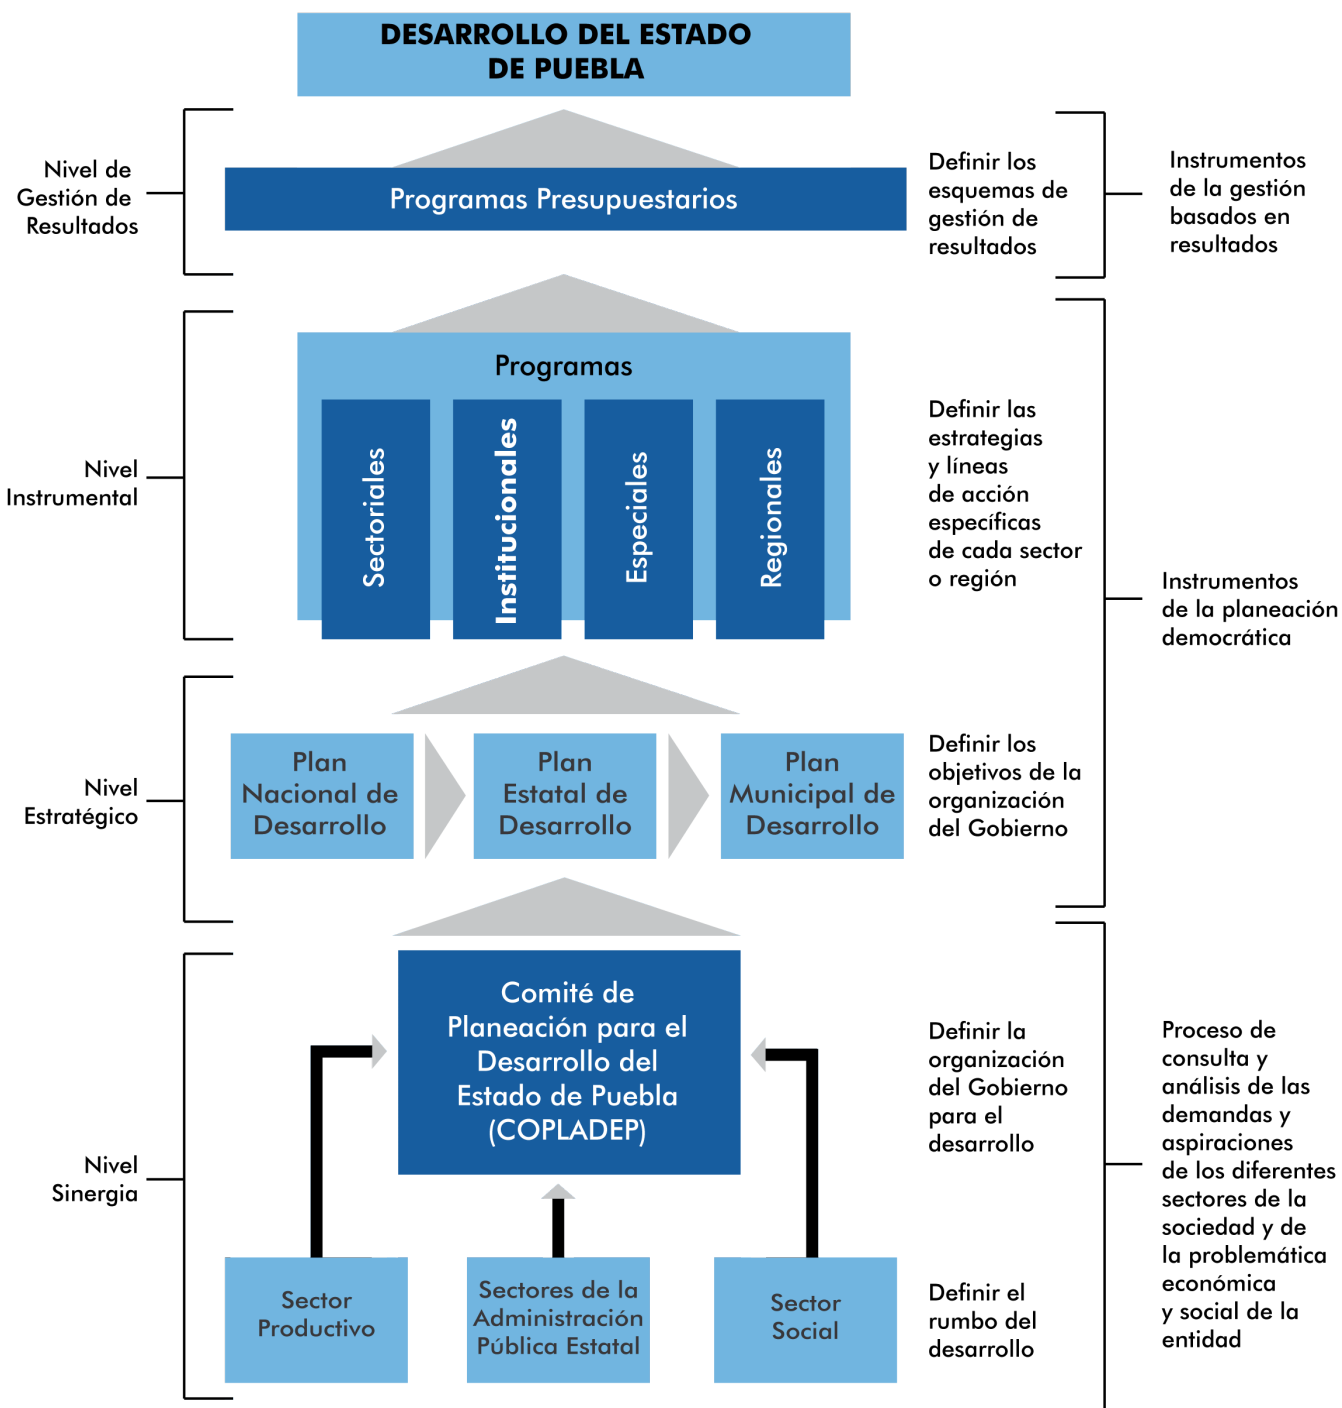 DESARROLLO DEL ESTADO
DE PUEBLA
Nivel de
Gestión de
Resultados
Programas Presupuestarios
Definir los
esquemas de
gestión de
resultados
Instrumentos
de la gestión
basados en
resultados
Nivel
Instrumental
Programas
Sectoriales
Institucionales
Especiales
Regionales
Definir las
estrategias
y líneas
de acción
específicas
de cada sector
o región
Instrumentos
de la planeación
democrática
Nivel
Estratégico
Plan
Nacional de
Desarrollo
Plan
Estatal de
Desarrollo
Plan
Municipal de
Desarrollo
Definir los
objetivos de la
organización
del Gobierno
Nivel
Sinergia
Comité de
Planeación para el
Desarrollo del
Estado de Puebla
(COPLADEP)
Definir la
organización
del Gobierno
para el
desarrollo
Proceso de
consulta y
análisis de las
demandas y
aspiraciones
de los diferentes
sectores de la
sociedad y de
la problemática
económica
y social de la
entidad
Sector
Productivo
Sectores de la
Administración
Pública Estatal
Sector
Social
Definir el
rumbo del
desarrollo